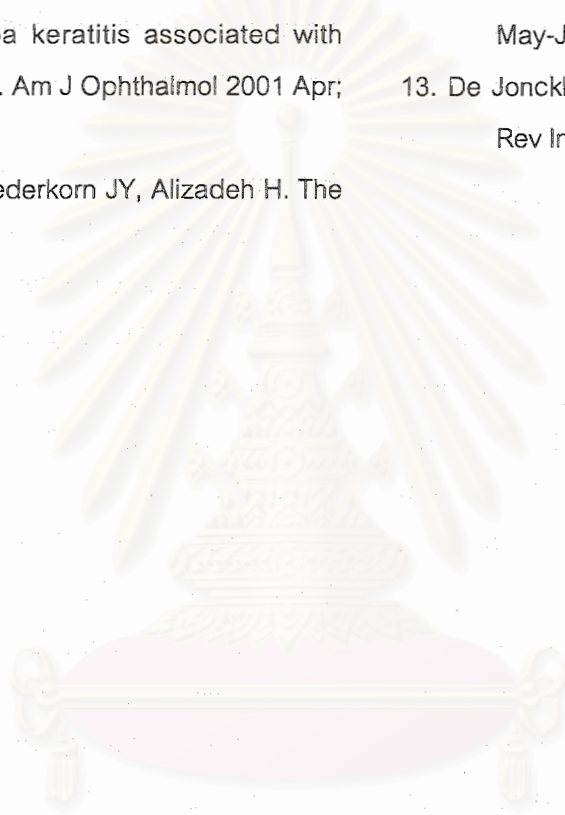 a keratitis associated with
. Am J Ophthalmol 2001 Apr;
ederkorn JY, Alizadeh H. The
May-J
13. De Jonckl
Rev In